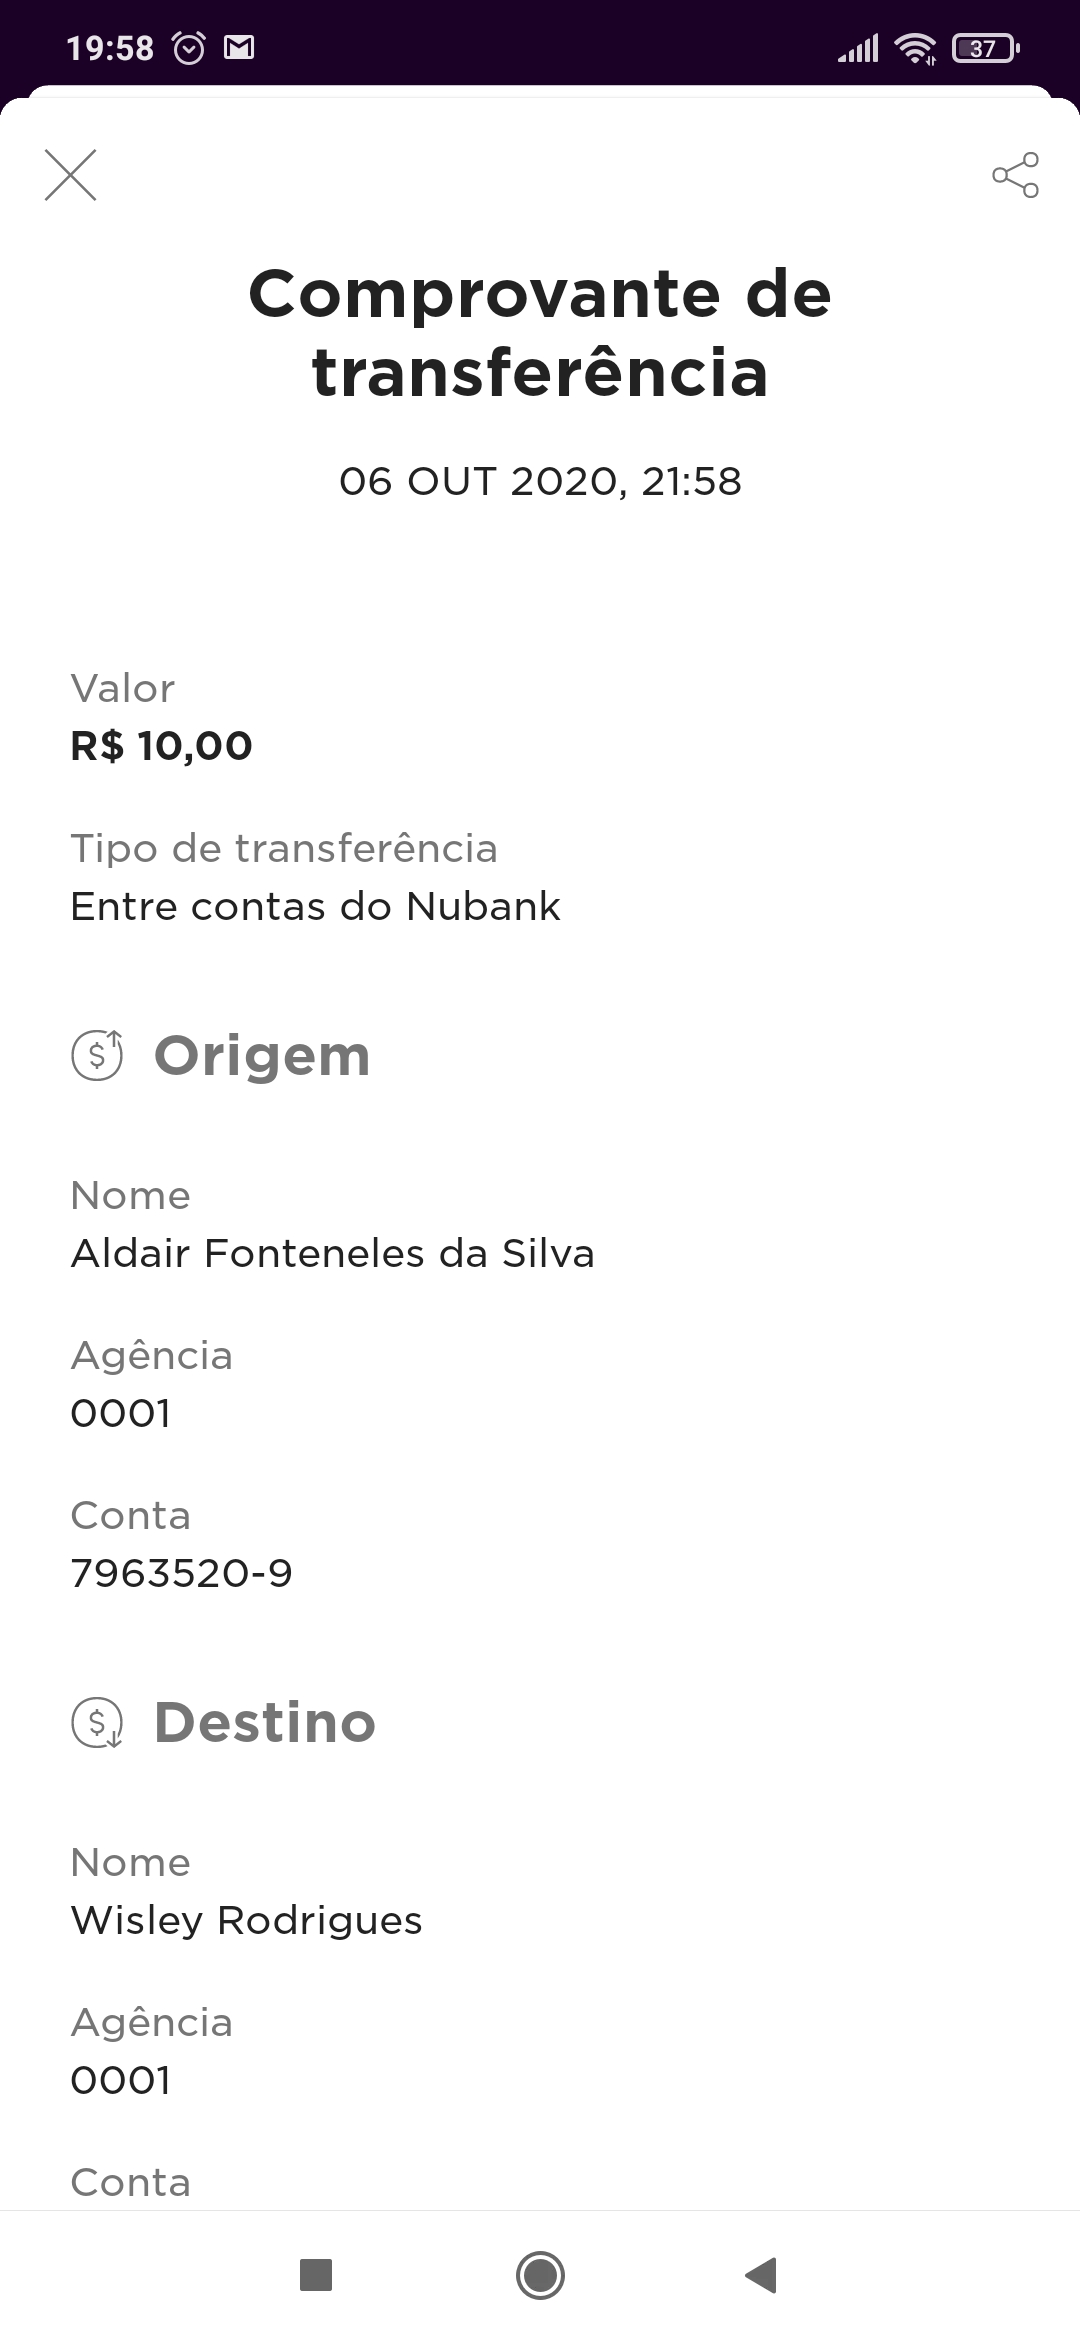 19:58
37
Comprovante de
transferência
06 OUT 2020, 21:58
Valor
R$ 10,00
Tipo de transferência
Entre contas do Nubank
Origem
Nome
Aldair Fonteneles da Silva
Agência
0001
Conta
7963520-9
Destino
Nome
Wisley Rodrigues
Agência
0001
Conta